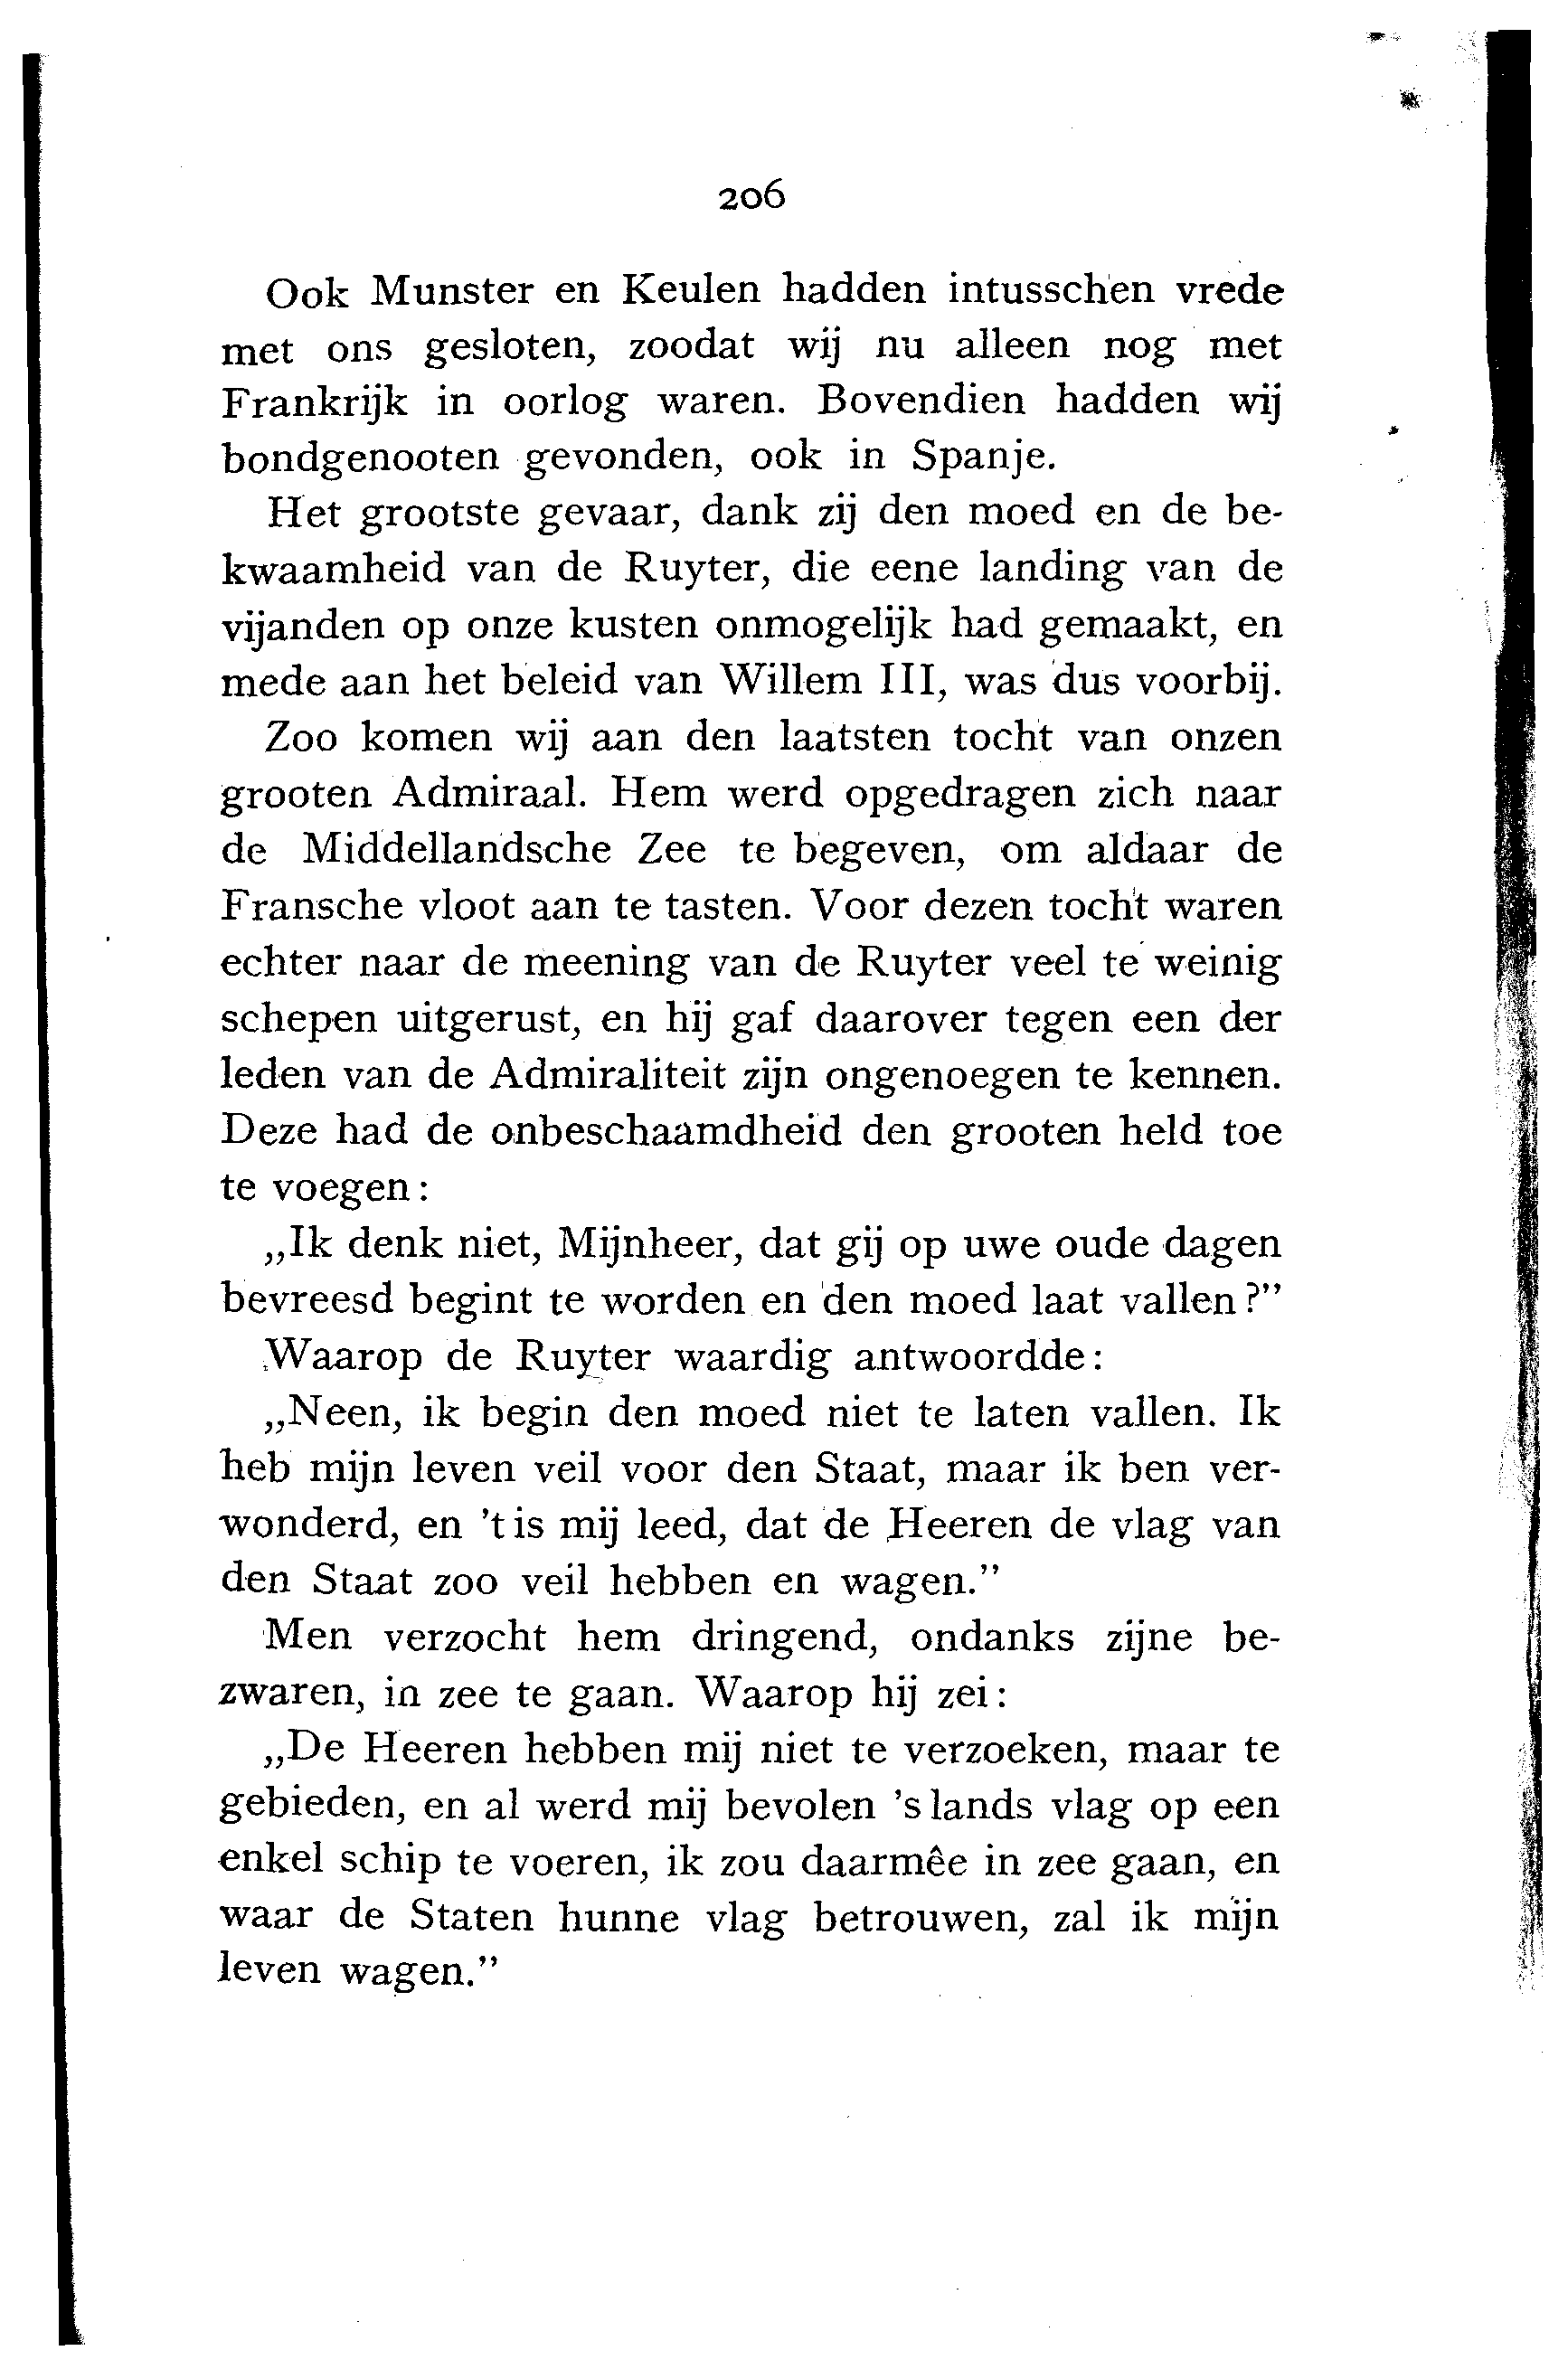 206
Ook Munster en Keulen hadden intusschen vrede
met ons gesloten, zoodat wij nu alleen nog met
Frankrijk in oorlog waren. Bovendien hadden wij
bondgenooten gevonden, ook in Spanje.
Het grootste gevaar, dank zij den moed en de be-
kwaamheid van de Ruyter, die eene landing van de
vijanden op onze kusten onmogelijk had gemaakt, en
mede aan het beleid van Willem III, was dus voorbij.
Zoo komen wij aan den laatsten tocht van onzen
grooten Admiraal. Hem werd opgedragen zich naar
de Middellandsche Zee te begeven, om aldaar de
Fransche vloot aan te tasten. Voor dezen tocht waren
echter naar de meening van de Ruyter veel te weinig
schepen uitgerust, en hij gaf daarover tegen een der
leden van de Admiraliteit zijn ongenoegen te kennen.
Deze had de onbeschaamdheid den grooten held toe
te voegen:
„Ik denk niet, Mijnheer, dat gij op uwe oude dagen
bevreesd begint te worden en den moed laat vallen?”
Waarop de Ruyter waardig antwoordde:
„Neen, ik begin den moed niet te laten vallen. Ik
heb mijn leven veil voor den Staat, maar ik ben ver-
wonderd, en ’t is mij leed, dat de Heeren de vlag van
den Staat zoo veil hebben en wagen.”
Men verzocht hem dringend, ondanks zijne be-
zwaren, in zee te gaan. Waarop hij zei:
„De Heeren hebben mij niet te verzoeken, maar te
gebieden, en al werd mij bevolen ’s lands vlag op een
enkel schip te voeren, ik zou daarmêe in zee gaan, en
waar de Staten hunne vlag betrouwen, zal ik mijn
leven wagen.”